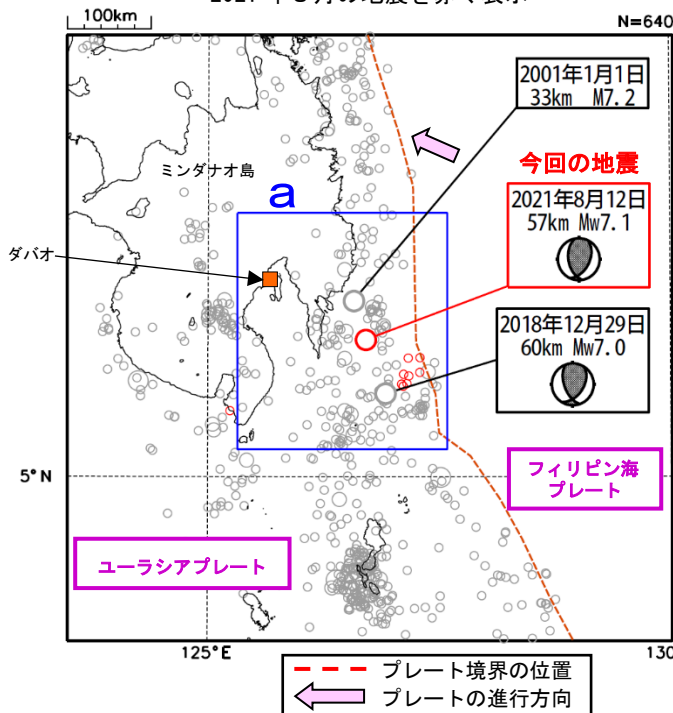 100km
N=640
2001年1月1日
33km M7.2
ミンダナオ島
今回の地震
a
2021年8月12日
57km Mw7.1
ダバオ
2018年12月29日
60km Mw7.0
5°N
フィリピン海
プレート
ユーラシアプレート
125°E
130
プレート境界の位置
プレートの進行方向